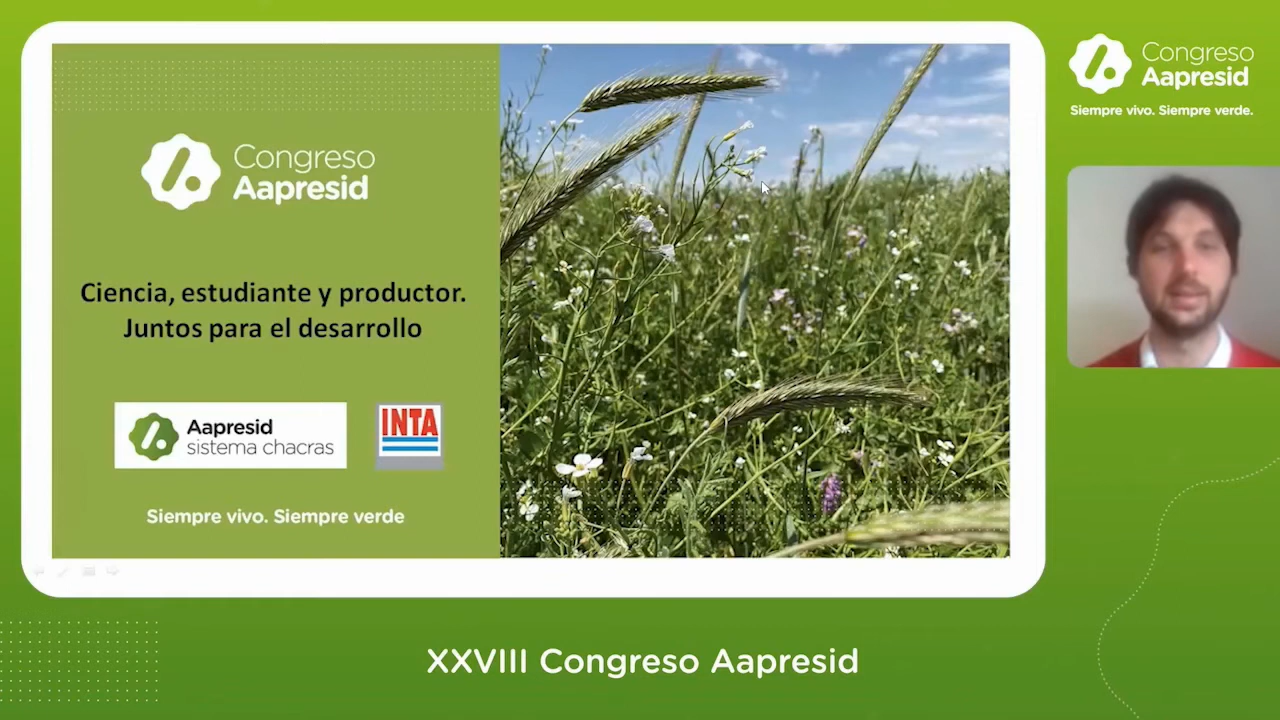 Congreso
Aapresid
Ciencia, estudiante y productor.
Juntos para el desarrollo
Aapresid
sistema chacras
INTA
Siempre vivo. Siempre verde
Congreso
Aapresid
Siempre vivo. Siempre verde.
XXVIII Congreso Aapresid